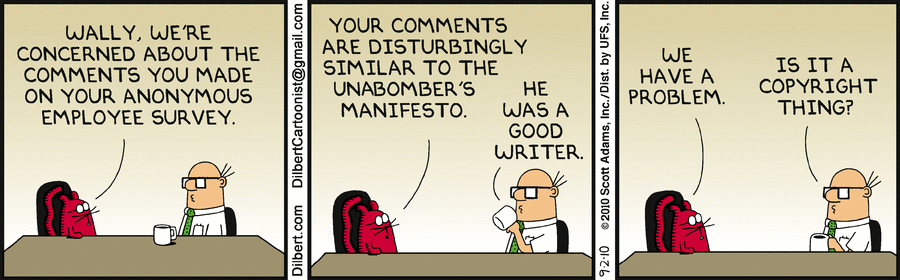 WALLY, WE'RE
CONCERNED ABOUT THE
COMMENTS YOU MADE
ON YOUR ANONYMOUS
EMPLOYEE SURVEY.
Dilbert.com DilbertCartoonist@gmail.com
YOUR COMMENTS
ARE DISTURBINGLY
SIMILAR TO THE
UNABOMBER'S
MANIFESTO.
HE
WAS A
GOOD
WRITER.
9-2-10 ©2010 Scott Adams, Inc./Dist. by UFS, Inc.
WE
HAVE A
PROBLEM.
IS IT A
COPYRIGHT
THING?